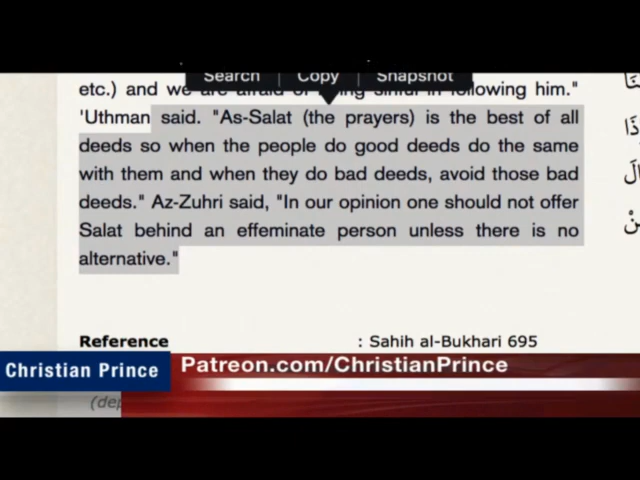 Search Copy Snapshot
etc.) and we are afraid of being sinful in following him."
'Uthman said. "As-Salat (the prayers) is the best of all
deeds so when the people do good deeds do the same
with them and when they do bad deeds, avoid those bad
deeds." Az-Zuhri said, "In our opinion one should not offer
Salat behind an effeminate person unless there is no
alternative."
Reference : Sahih al-Bukhari 695
Christian Prince
Patreon.com/ChristianPrince